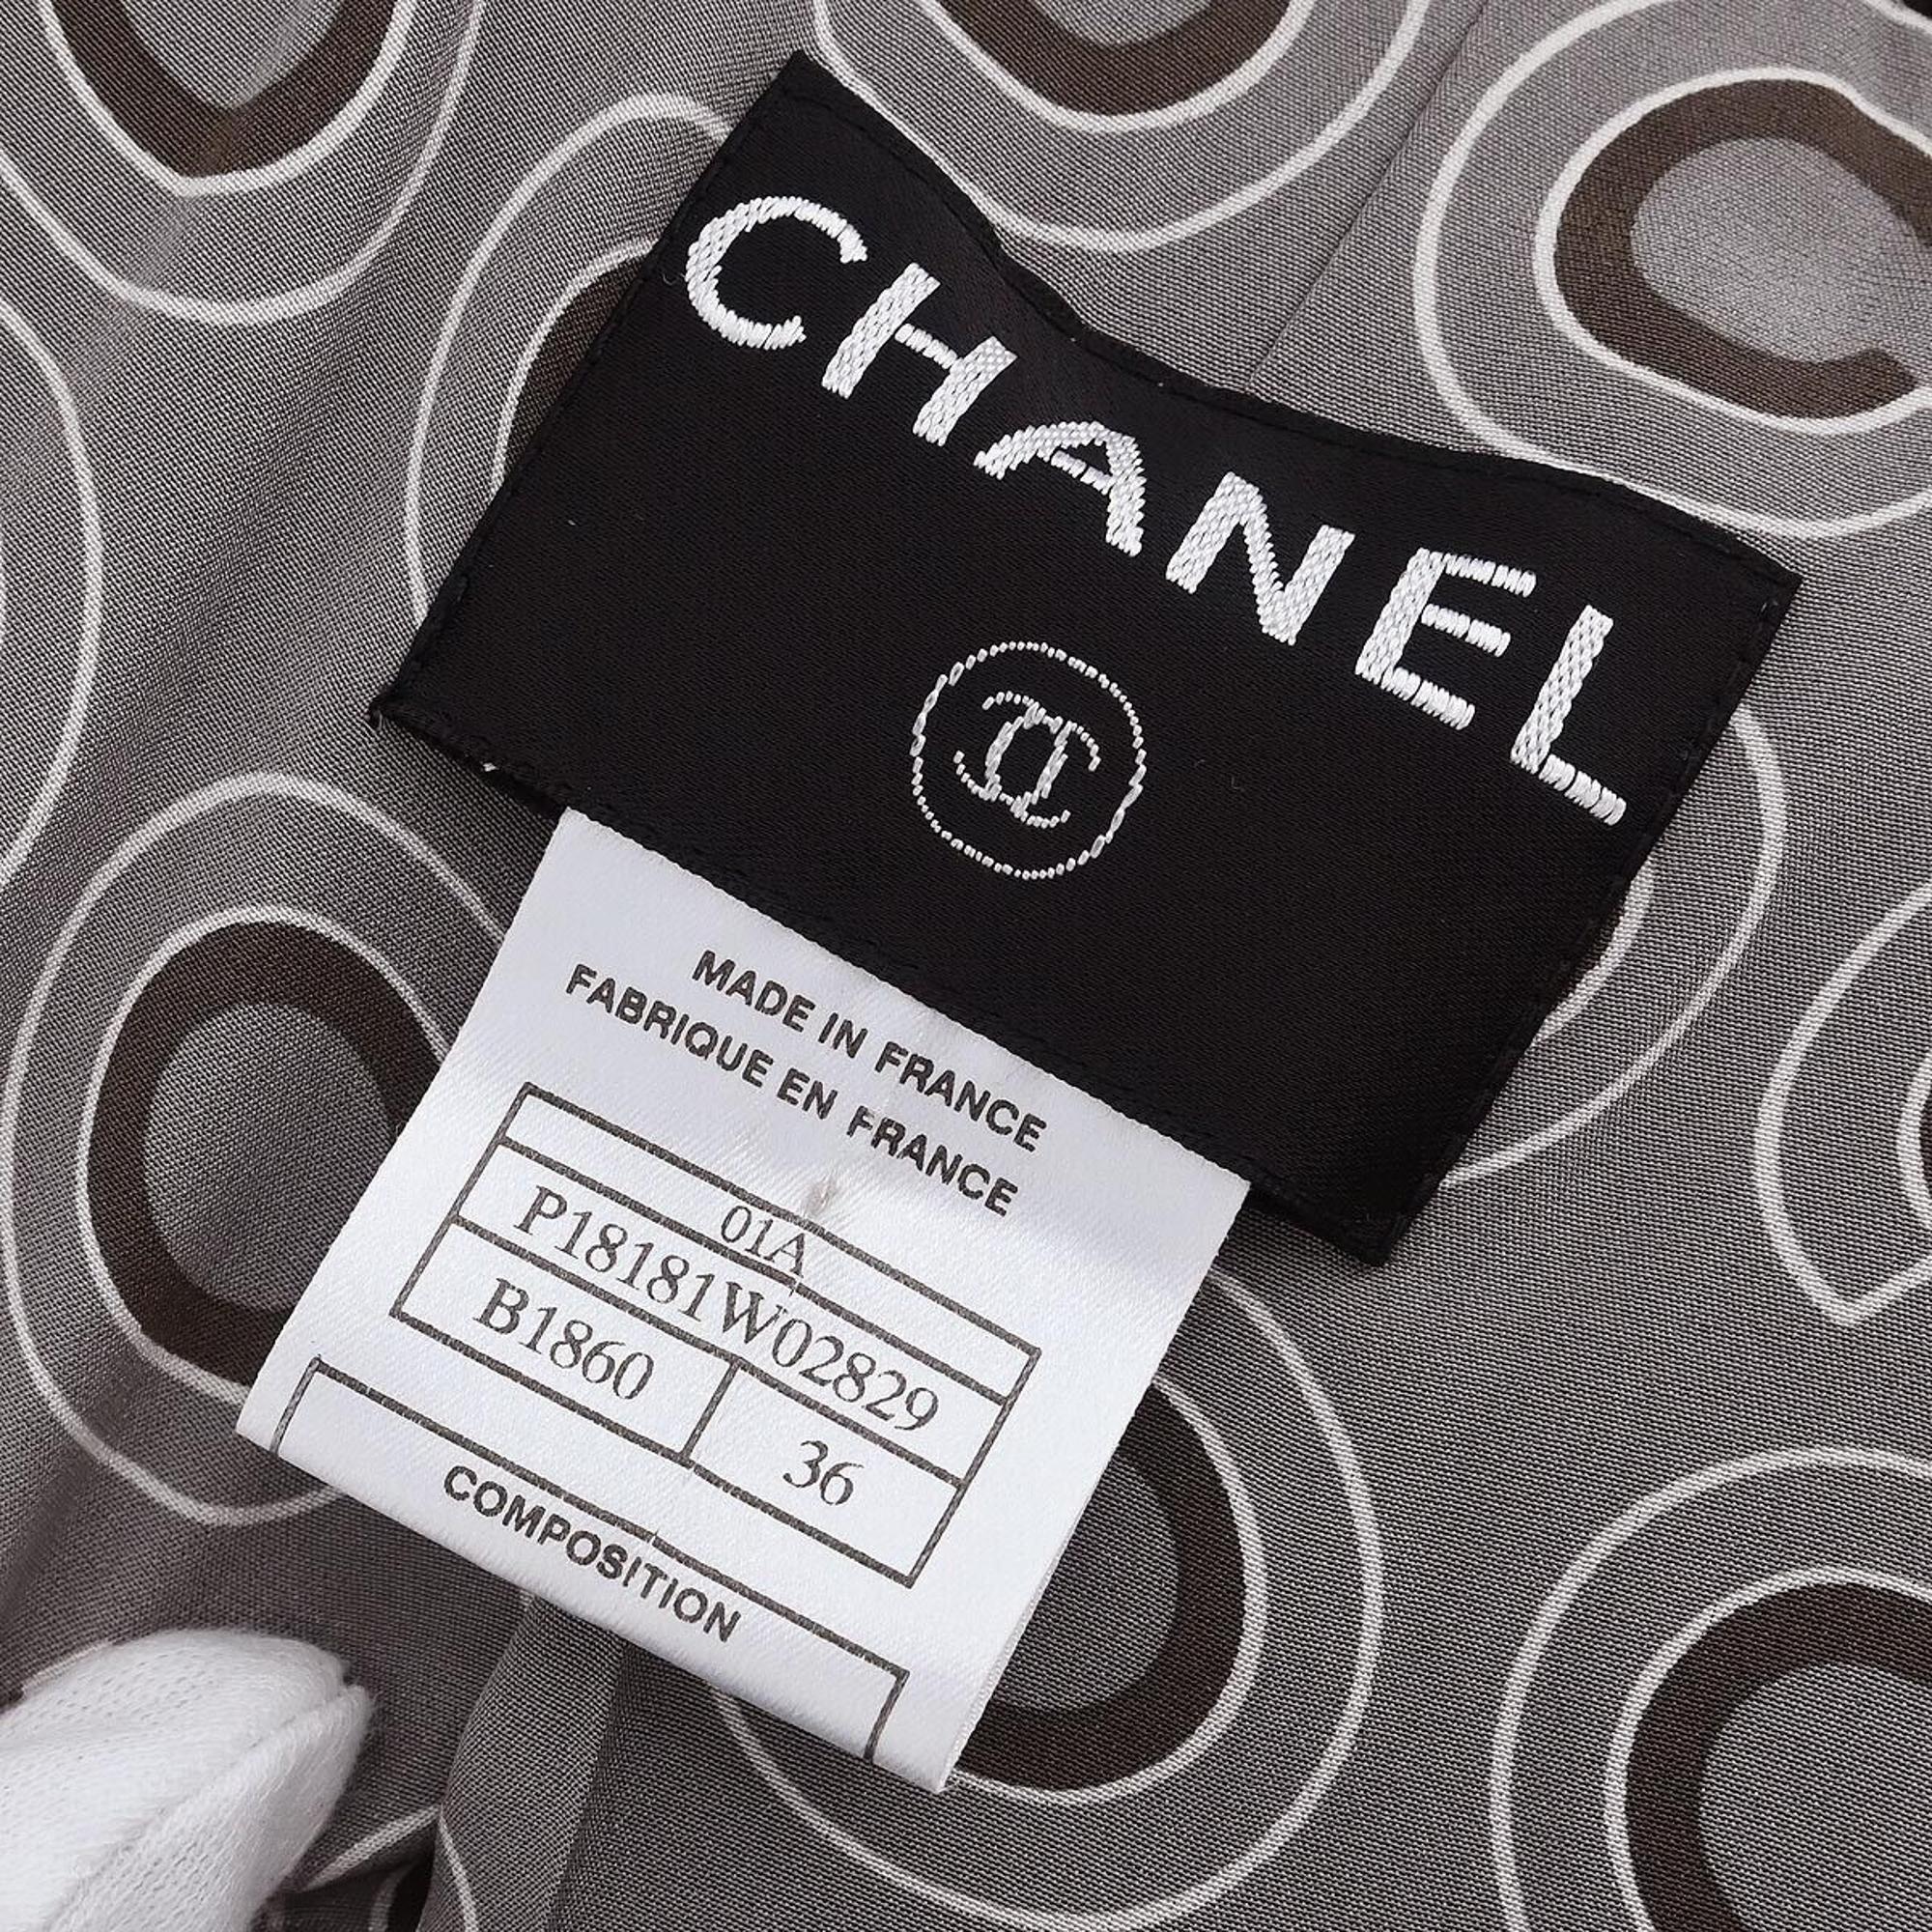 CHANEL
MADE IN FRANCE
FABRIQUE EN FRANCE
01A
P18181W02829
B1860 36
COMPOSITION